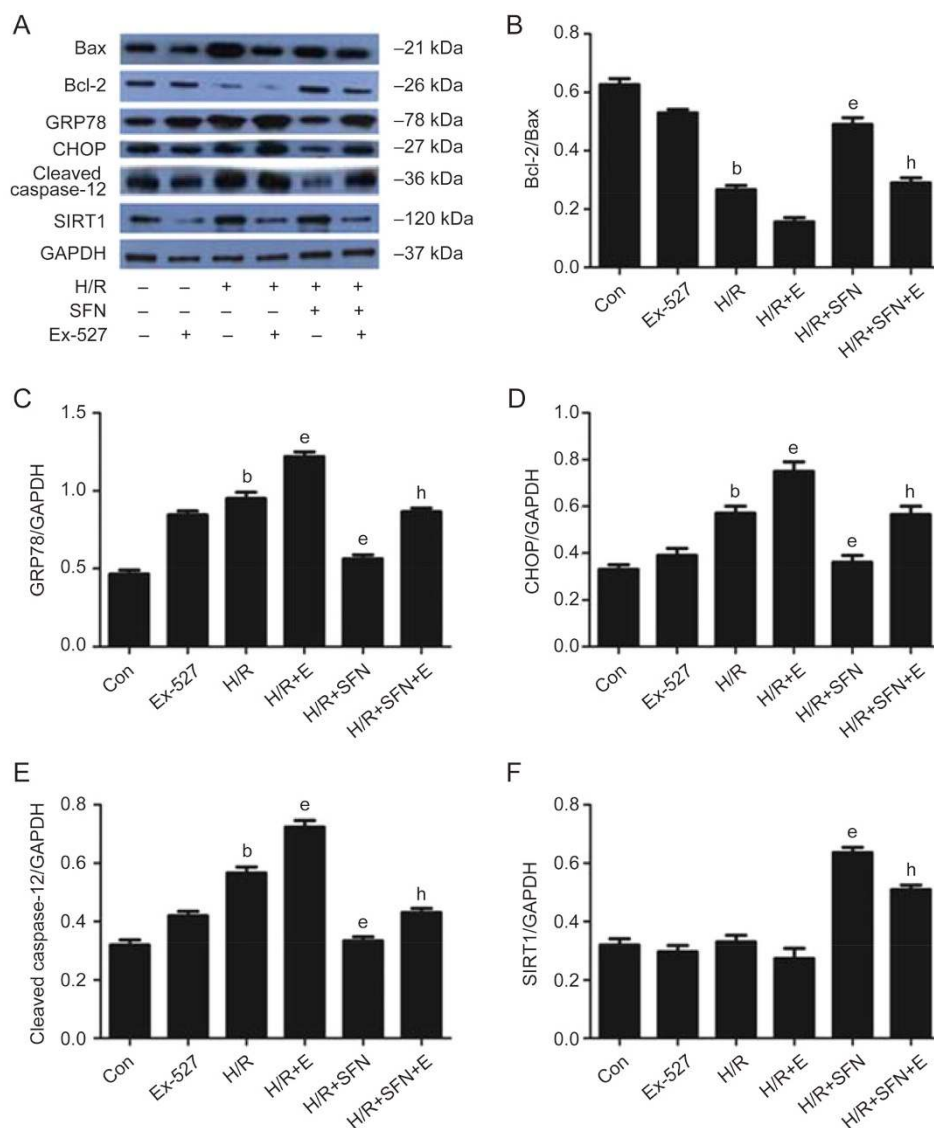 A
Bax
–21 kDa
Bcl-2
–26 kDa
GRP78
–78 kDa
CHOP
–27 kDa
Cleaved
caspase-12
–36 kDa
SIRT1
–120 kDa
GAPDH
–37 kDa
H/R – – + + + +
SFN – – – – + +
Ex-527 – + – + – +
B
Bcl-2/Bax
0.6
0.4
0.2
0.0
b
e
h
Con
Ex-527
H/R
H/R+E
H/R+SFN
H/R+SFN+E
C
GRP78/GAPDH
1.5
1.0
0.5
0.0
b
e
e
h
Con
Ex-527
H/R
H/R+E
H/R+SFN
H/R+SFN+E
D
CHOP/GAPDH
1.0
0.8
0.6
0.4
0.2
0.0
b
e
e
h
Con
Ex-527
H/R
H/R+E
H/R+SFN
H/R+SFN+E
E
Cleaved caspase-12/GAPDH
0.8
0.6
0.4
0.2
0.0
b
e
e
h
Con
Ex-527
H/R
H/R+E
H/R+SFN
H/R+SFN+E
F
SIRT1/GAPDH
0.8
0.6
0.4
0.2
0.0
e
h
Con
Ex-527
H/R
H/R+E
H/R+SFN
H/R+SFN+E